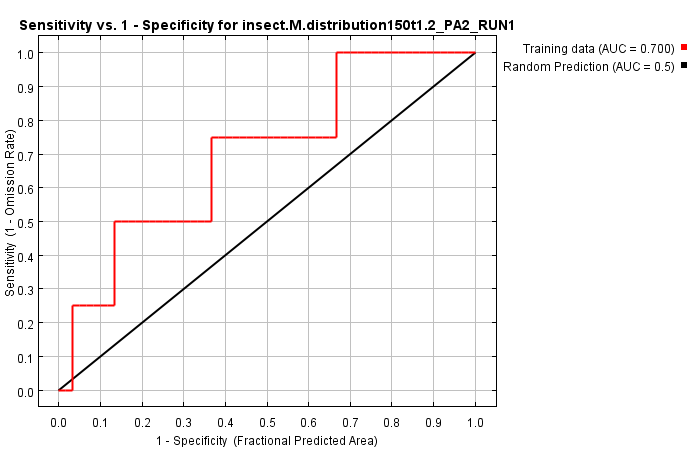 Sensitivity vs. 1 - Specificity for insect.M.distribution150t1.2_PA2_RUN1
Training data (AUC = 0.700)
Random Prediction (AUC = 0.5)
Sensitivity (1 - Omission Rate)
1.0
0.9
0.8
0.7
0.6
0.5
0.4
0.3
0.2
0.1
0.0
0.0 0.1 0.2 0.3 0.4 0.5 0.6 0.7 0.8 0.9 1.0
1 - Specificity (Fractional Predicted Area)